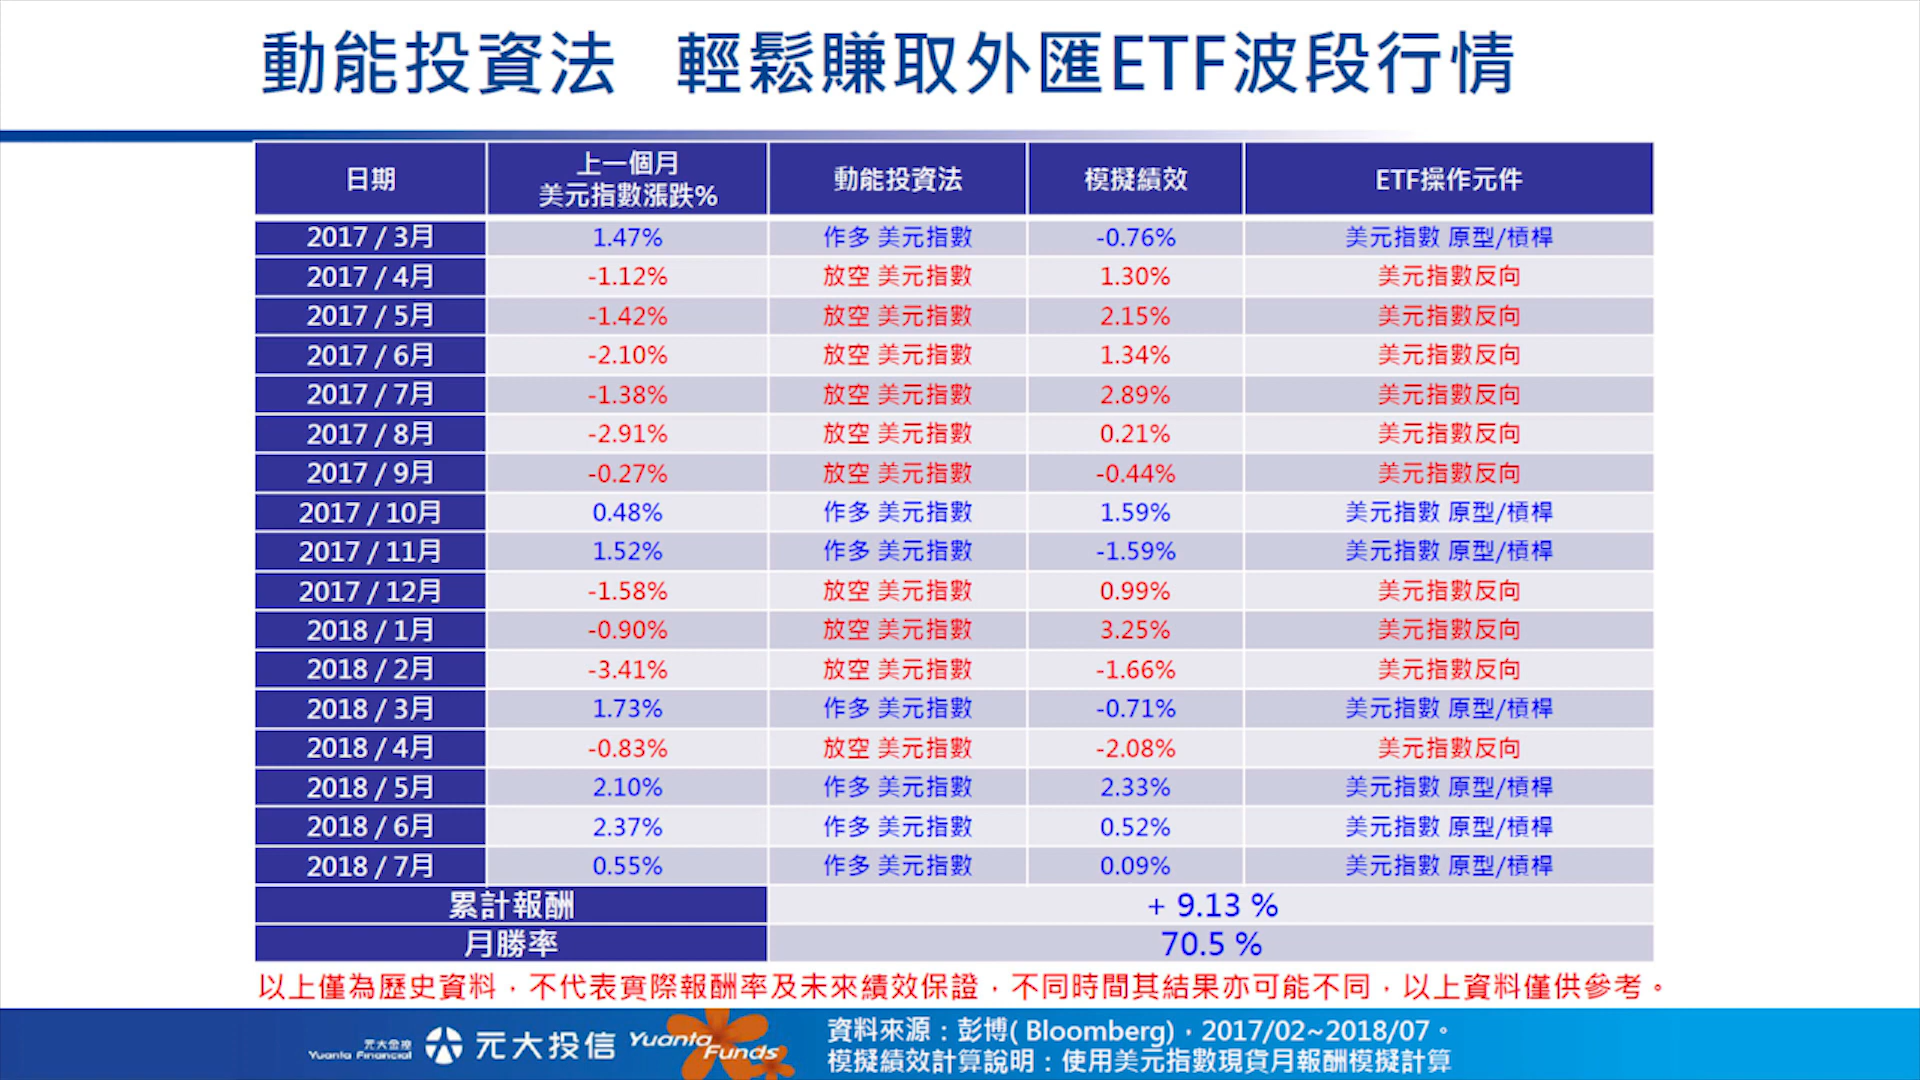 動能投資法 輕鬆賺取外匯ETF波段行情
日期 上一個月 美元指數漲跌% 動能投資法 模擬績效 ETF操作元件
2017 / 3月 1.47% 作多 美元指數 -0.76% 美元指數 原型/槓桿
2017 / 4月 -1.12% 放空 美元指數 1.30% 美元指數反向
2017 / 5月 -1.42% 放空 美元指數 2.15% 美元指數反向
2017 / 6月 -2.10% 放空 美元指數 1.34% 美元指數反向
2017 / 7月 -1.38% 放空 美元指數 2.89% 美元指數反向
2017 / 8月 -2.91% 放空 美元指數 0.21% 美元指數反向
2017 / 9月 -0.27% 放空 美元指數 -0.44% 美元指數反向
2017 / 10月 0.48% 作多 美元指數 1.59% 美元指數 原型/槓桿
2017 / 11月 1.52% 作多 美元指數 -1.59% 美元指數 原型/槓桿
2017 / 12月 -1.58% 放空 美元指數 0.99% 美元指數反向
2018 / 1月 -0.90% 放空 美元指數 3.25% 美元指數反向
2018 / 2月 -3.41% 放空 美元指數 -1.66% 美元指數反向
2018 / 3月 1.73% 作多 美元指數 -0.71% 美元指數 原型/槓桿
2018 / 4月 -0.83% 放空 美元指數 -2.08% 美元指數反向
2018 / 5月 2.10% 作多 美元指數 2.33% 美元指數 原型/槓桿
2018 / 6月 2.37% 作多 美元指數 0.52% 美元指數 原型/槓桿
2018 / 7月 0.55% 作多 美元指數 0.09% 美元指數 原型/槓桿
累計報酬 + 9.13 %
月勝率 70.5 %
以上僅為歷史資料，不代表實際報酬率及未來績效保證，不同時間其結果亦可能不同，以上資料僅供參考。
元大金控
Yuanta Financial
元大投信 Yuanta Funds
資料來源：彭博( Bloomberg)，2017/02~2018/07。
模擬績效計算說明：使用美元指數現貨月報酬模擬計算